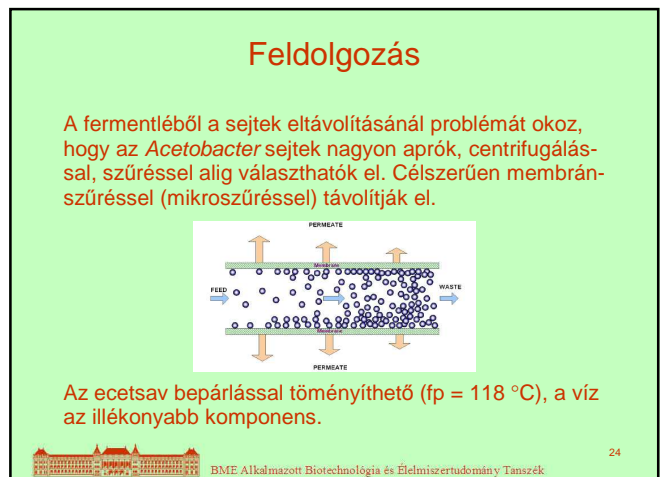 Feldolgozás
A fermentléből a sejtek eltávolításánál problémát okoz,
hogy az Acetobacter sejtek nagyon aprók, centrifugálás-
sal, szűréssel alig választhatók el. Célszerűen membrán-
szűréssel (mikroszűréssel) távolítják el.
PERMEATE
Membrane
FEED
WASTE
Membrane
PERMEATE
Az ecetsav bepárlással töményíthető (fp = 118 °C), a víz
az illékonyabb komponens.
24
BME Alkalmazott Biotechnológia és Élelmiszertudomány Tanszék